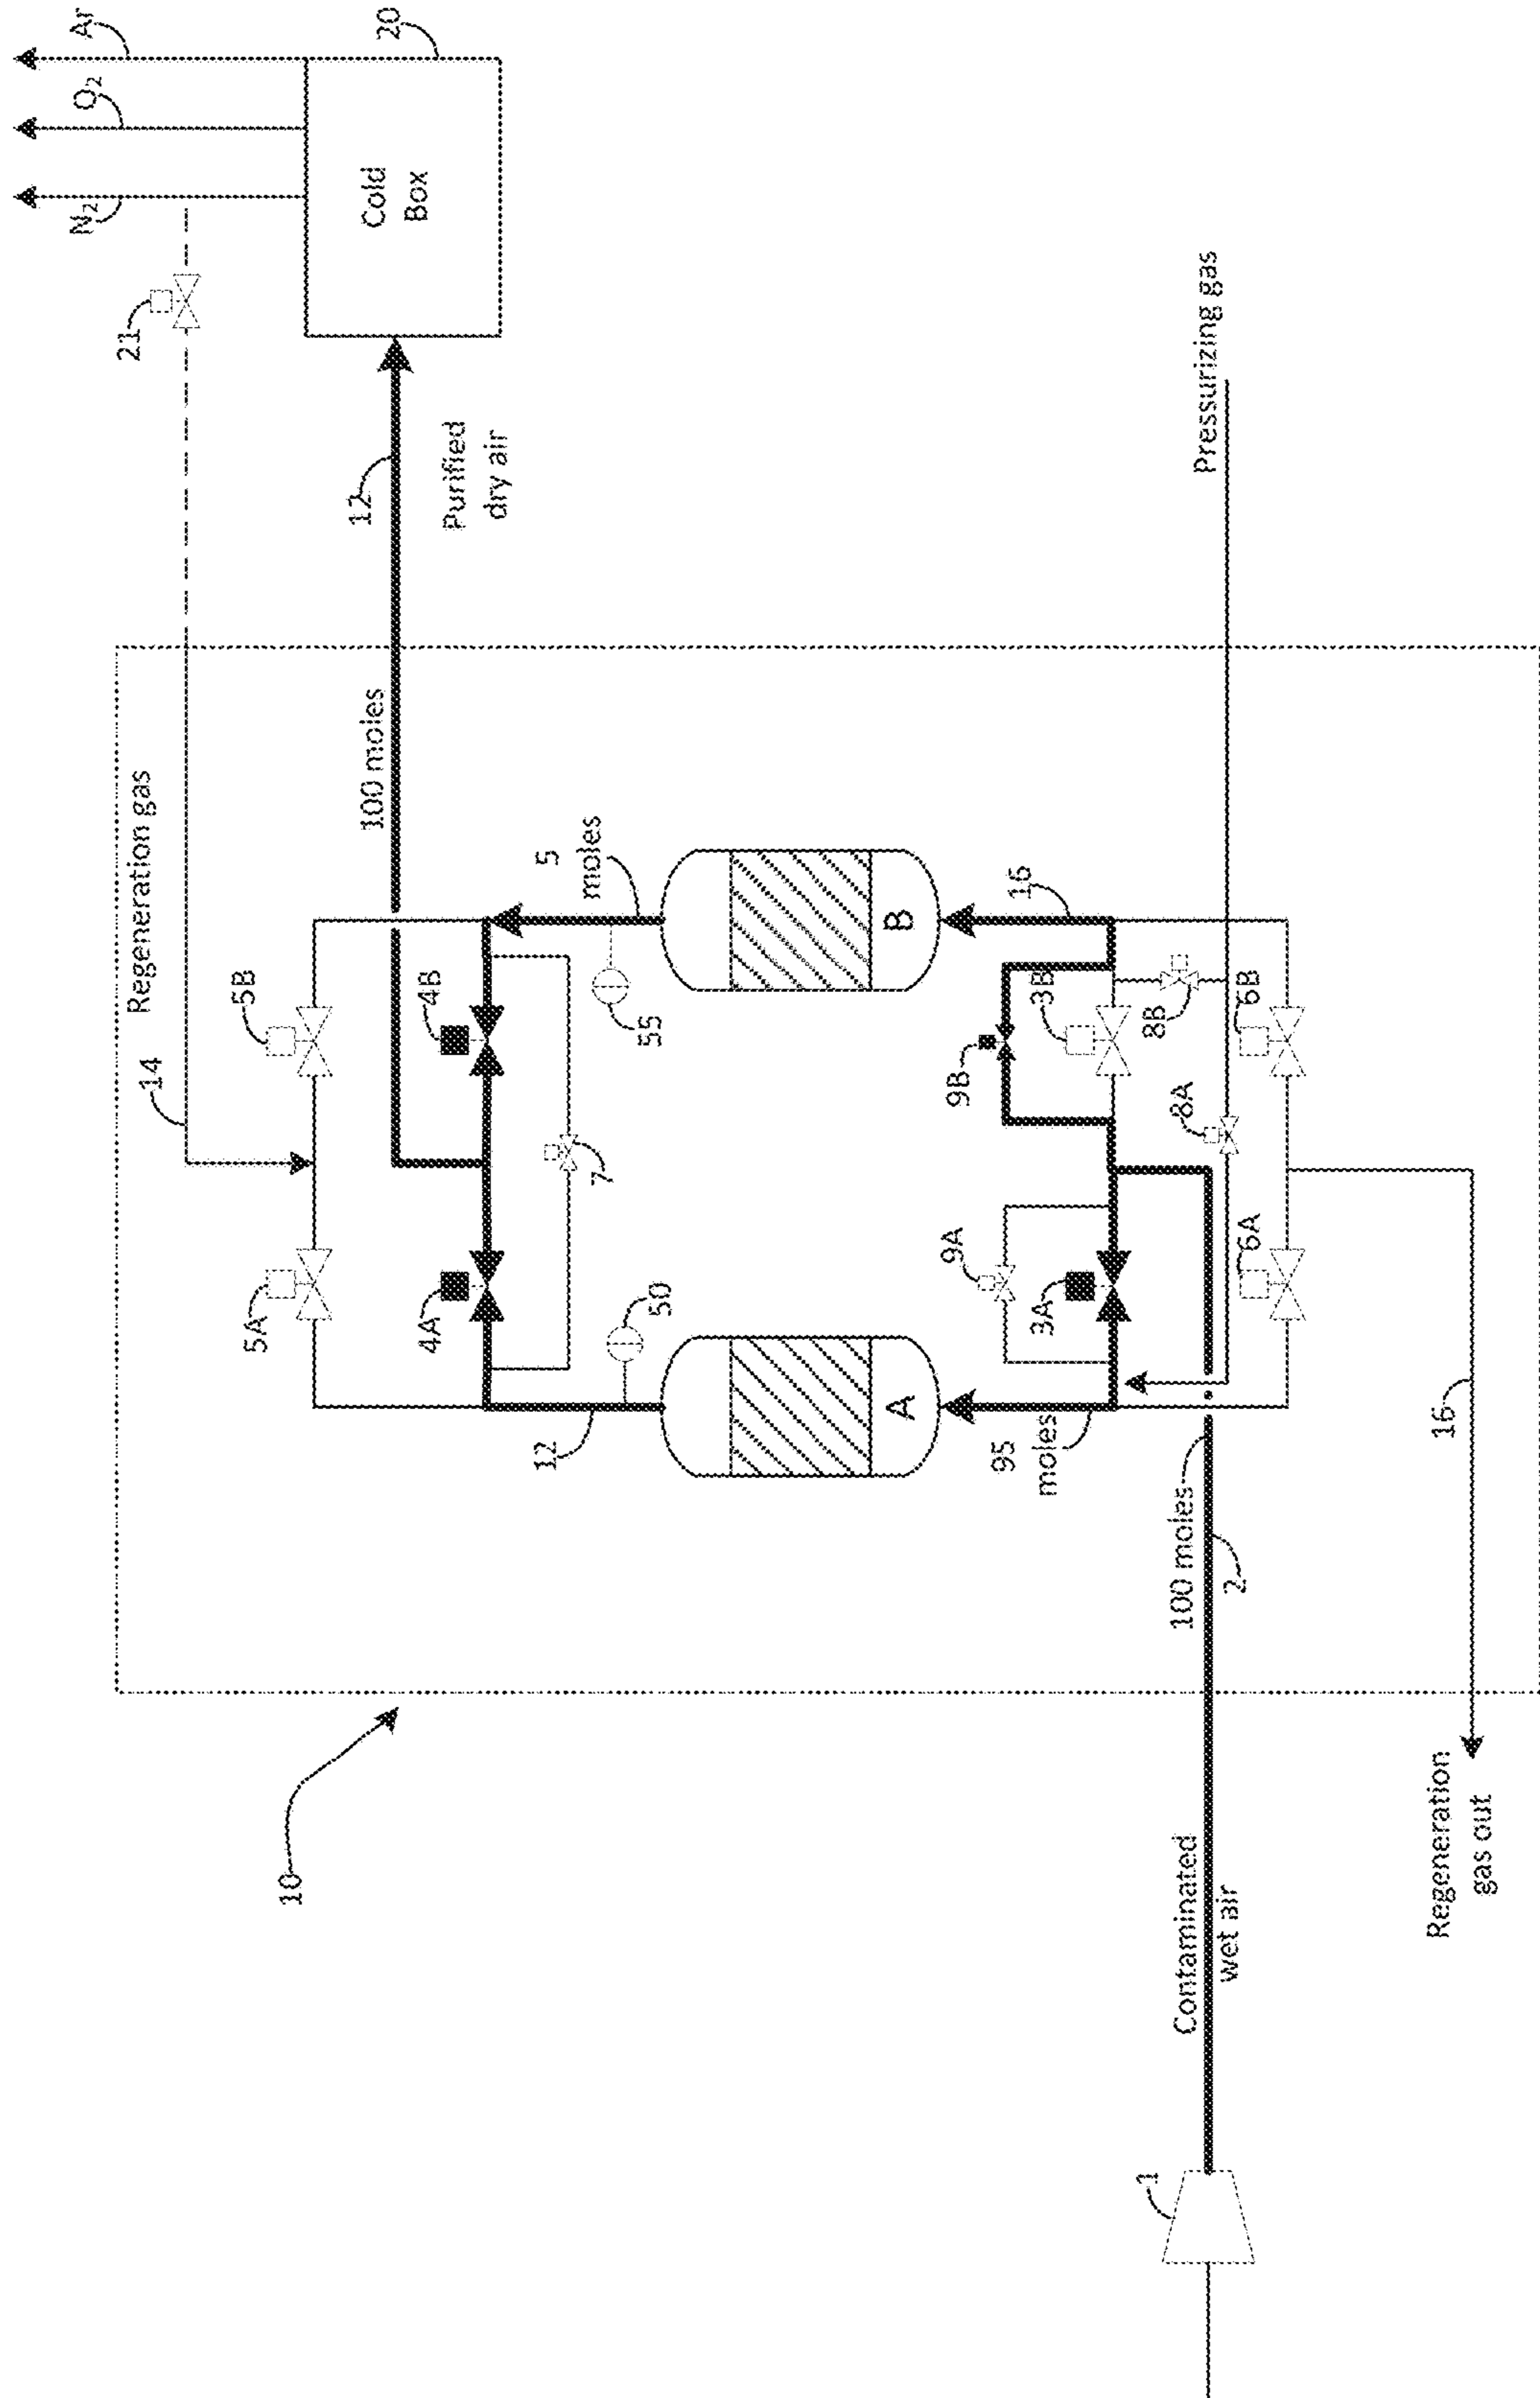 Ar
O₂
N₂
20
Cold
Box
21
12
Purified
dry air
Pressurizing gas
Regeneration gas
100 moles
14
5B
5A
4B
4A
7
5
moles
55
50
12
B
A
16
9B
3B
8B
6B
8A
9A
3A
6A
95
moles
100 moles
2
16
10
Contaminated
wet air
Regeneration
gas out
1